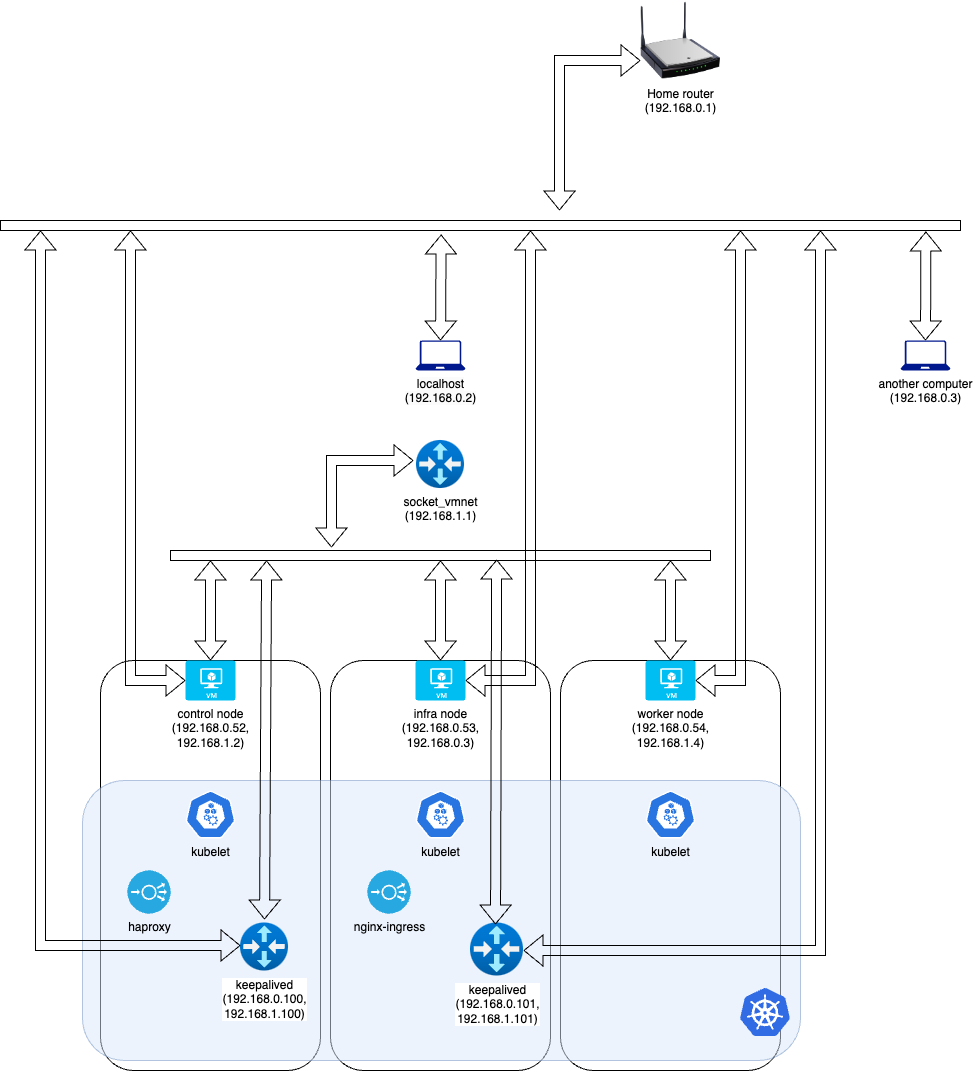 Home router
(192.168.0.1)
localhost
(192.168.0.2)
another computer
(192.168.0.3)
socket_vmnet
(192.168.1.1)
VM
control node
(192.168.0.52,
192.168.1.2)
VM
infra node
(192.168.0.53,
192.168.0.3)
VM
worker node
(192.168.0.54,
192.168.1.4)
kubelet
kubelet
kubelet
haproxy
nginx-ingress
keepalived
(192.168.0.100,
192.168.1.100)
keepalived
(192.168.0.101,
192.168.1.101)